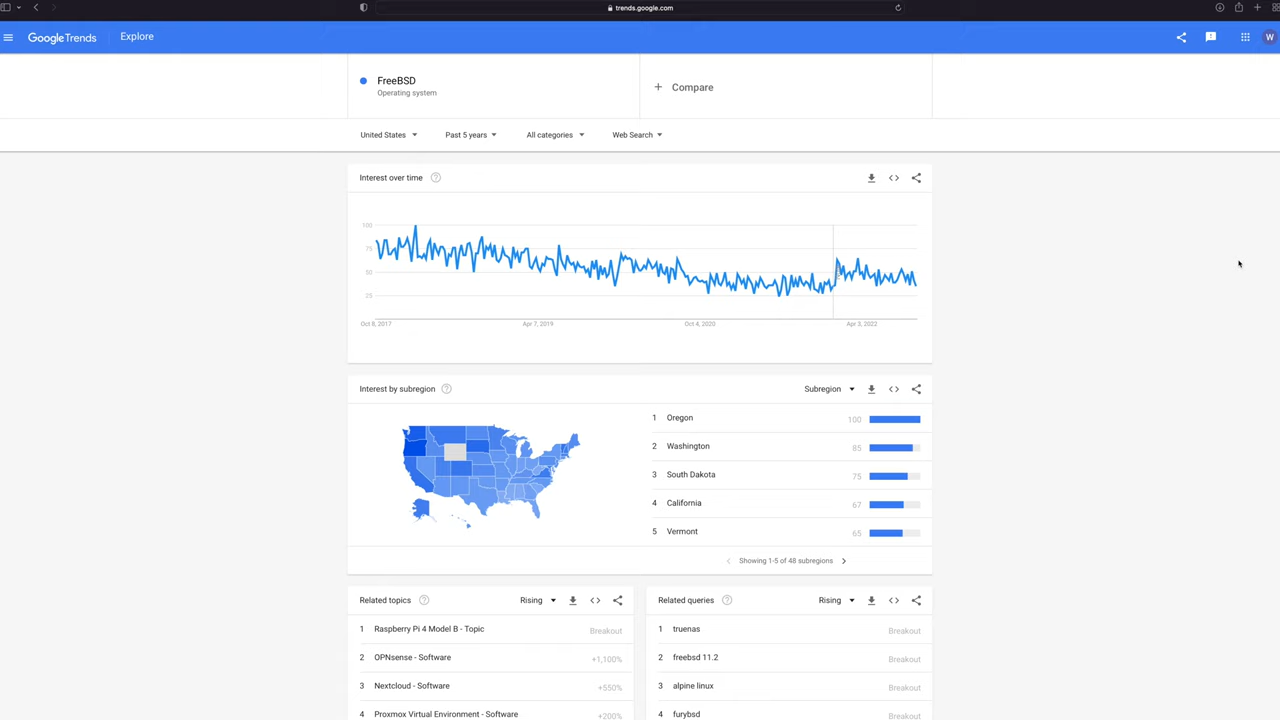 trends.google.com
Google Trends
Explore
W
FreeBSD
Operating system
+ Compare
United States
Past 5 years
All categories
Web Search
Interest over time
100
75
50
25
Oct 8, 2017
Apr 7, 2019
Oct 4, 2020
Apr 3, 2022
Interest by subregion
Subregion
1 Oregon 100
2 Washington 85
3 South Dakota 75
4 California 67
5 Vermont 65
Showing 1-5 of 48 subregions
Related topics
Rising
1 Raspberry Pi 4 Model B - Topic Breakout
2 OPNsense - Software +1,100%
3 Nextcloud - Software +550%
4 Proxmox Virtual Environment - Software +200%
Related queries
Rising
1 truenas Breakout
2 freebsd 11.2 Breakout
3 alpine linux Breakout
4 furybsd Breakout